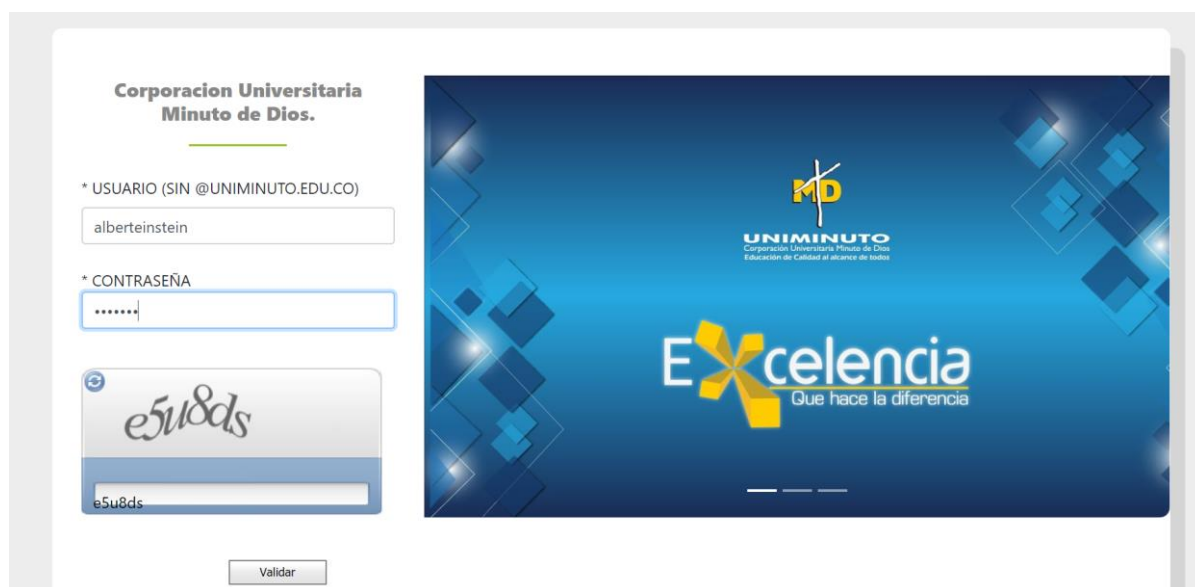 Corporacion Universitaria
Minuto de Dios.
* USUARIO (SIN @UNIMINUTO.EDU.CO)
alberteinstein
* CONTRASEÑA
•••••••
e5u8ds
e5u8ds
Validar
MD
UNIMINUTO
Corporación Universitaria Minuto de Dios
Educación de Calidad al alcance de todos
Excelencia
Que hace la diferencia